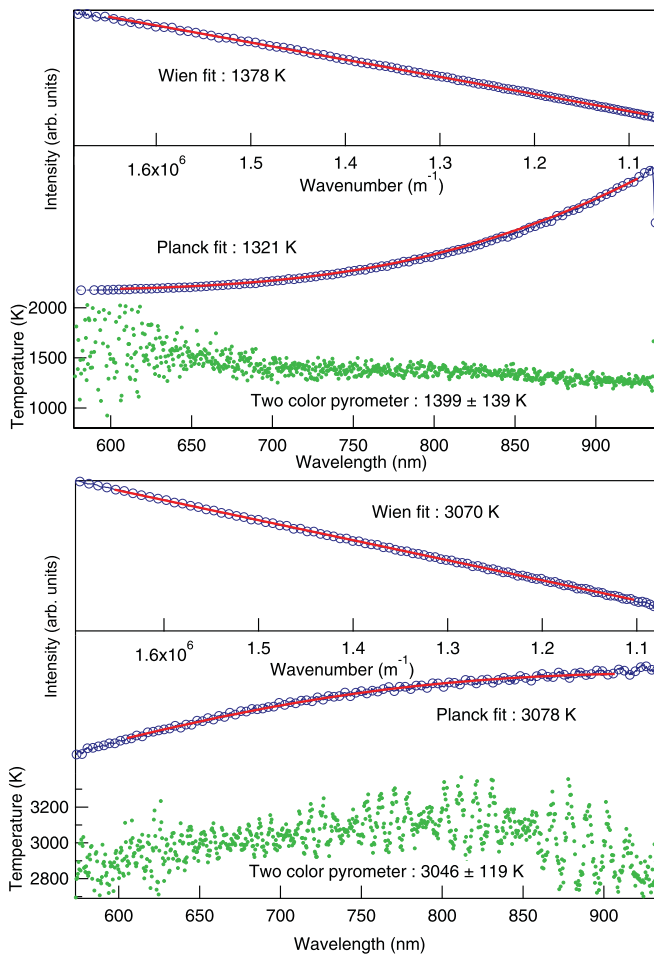 Wien fit : 1378 K
Intensity (arb. units)
1.6x10⁶ 1.5 1.4 1.3 1.2 1.1
Wavenumber (m⁻¹)
Planck fit : 1321 K
2000
1500
1000
Temperature (K)
Two color pyrometer : 1399 ± 139 K
600 650 700 750 800 850 900
Wavelength (nm)
Wien fit : 3070 K
Intensity (arb. units)
1.6x10⁶ 1.5 1.4 1.3 1.2 1.1
Wavenumber (m⁻¹)
Planck fit : 3078 K
3200
3000
2800
Temperature (K)
Two color pyrometer : 3046 ± 119 K
600 650 700 750 800 850 900
Wavelength (nm)